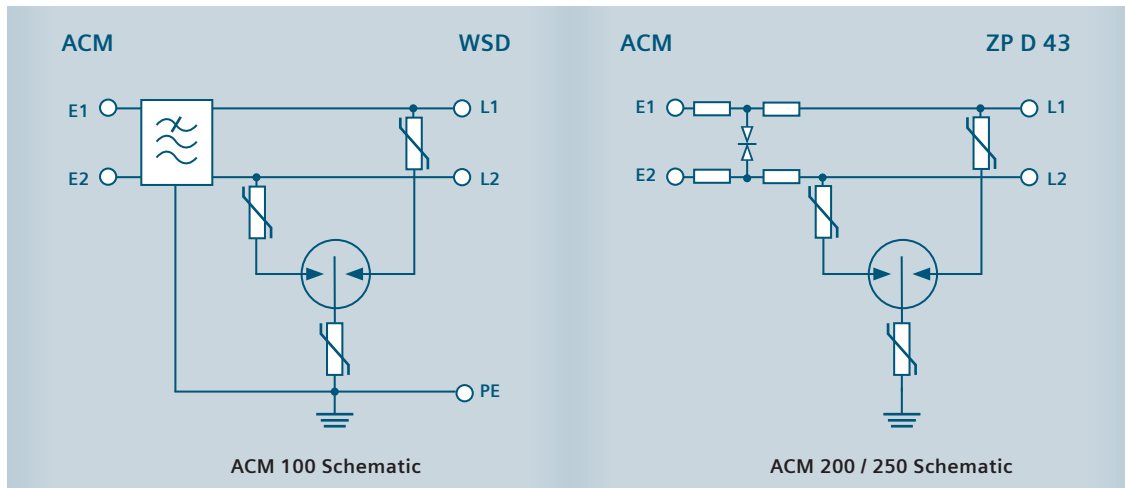 ACM WSD
E1 L1
E2 L2
PE
ACM 100 Schematic
ACM ZP D 43
E1 L1
E2 L2
ACM 200 / 250 Schematic